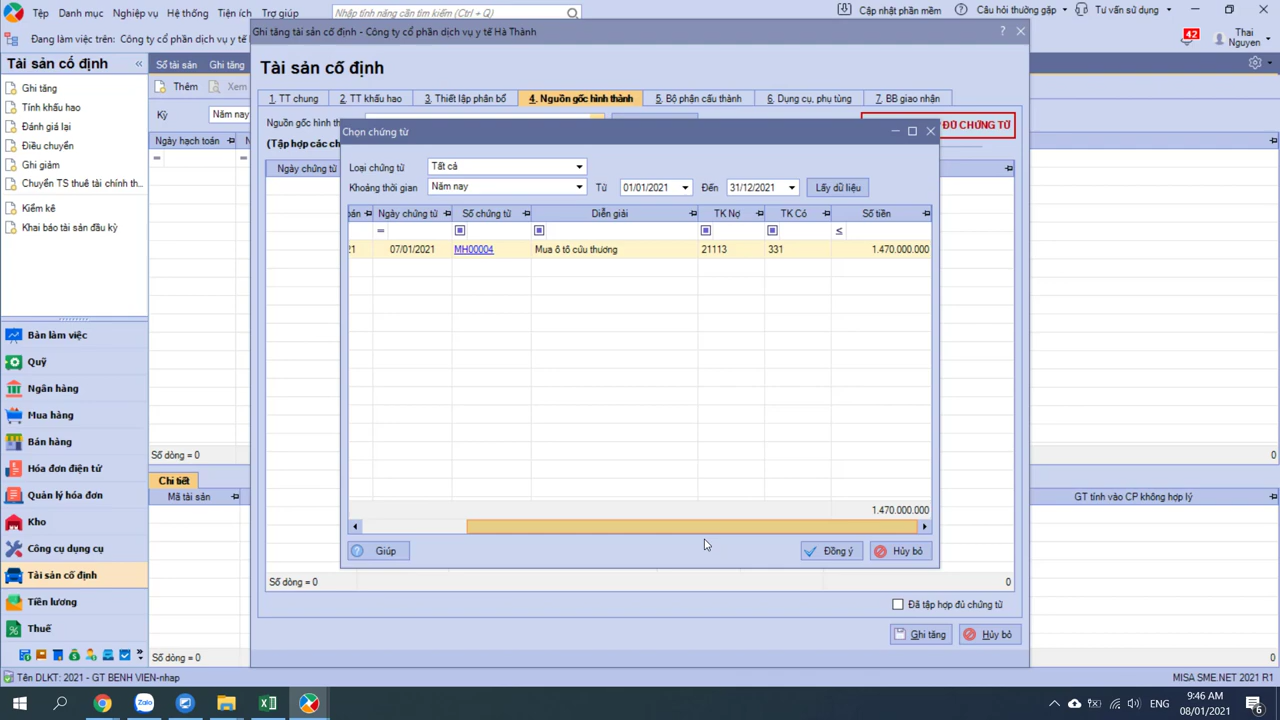 Tệp Danh mục Nghiệp vụ Hệ thống Tiện ích Trợ giúp
Nhập tính năng cần tìm kiếm (Ctrl + Q)
Cập nhật phần mềm Câu hỏi thường gặp Tư vấn sử dụng
Đang làm việc trên: Công ty cổ phần dịch vụ y tế H
42 Thai Nguyen
Ghi tăng tài sản cố định - Công ty cổ phần dịch vụ y tế Hà Thành
Tài sản cố định «
Sổ tài sản Ghi tăng
Thêm Xem
Kỳ Năm nay
Ngày hạch toán
=
Số dòng = 0 0
Chi tiết
Mã tài sản GT tính vào CP không hợp lý
Số dòng = 0 0
Ghi tăng
Tính khấu hao
Đánh giá lại
Điều chuyển
Ghi giảm
Chuyển TS thuê tài chính th...
Kiểm kê
Khai báo tài sản đầu kỳ
Bàn làm việc
Quỹ
Ngân hàng
Mua hàng
Bán hàng
Hóa đơn điện tử
Quản lý hóa đơn
Kho
Công cụ dụng cụ
Tài sản cố định
Tiền lương
Thuế
Tài sản cố định
1. TT chung 2. TT khấu hao 3. Thiết lập phân bổ 4. Nguồn gốc hình thành 5. Bộ phận cấu thành 6. Dụng cụ, phụ tùng 7. BB giao nhận
Nguồn gốc hình th
ĐỦ CHỨNG TỪ
(Tập hợp các ch
Ngày chứng từ
Chọn chứng từ
Loại chứng từ Tất cả
Khoảng thời gian Năm nay Từ 01/01/2021 Đến 31/12/2021 Lấy dữ liệu
Ngày chứng từ Số chứng từ Diễn giải TK Nợ TK Có Số tiền
= ≤
21 07/01/2021 MH00004 Mua ô tô cứu thương 21113 331 1.470.000.000
1.470.000.000
Giúp Đồng ý Hủy bỏ
Số dòng = 0 0
Đã tập hợp đủ chứng từ
Ghi tăng Hủy bỏ
Tên DLKT: 2021 - GT BENH VIEN-nhap MISA SME.NET 2021 R1
Zalo
ENG 9:46 AM
08/01/2021
6